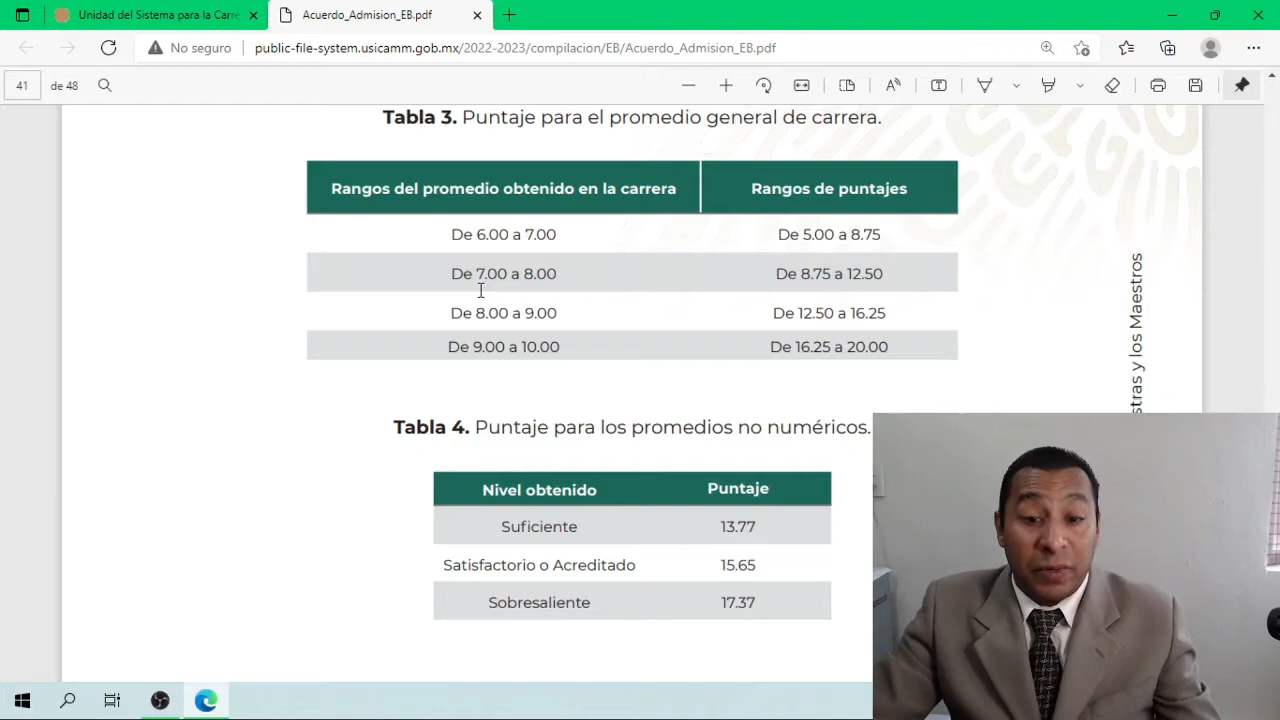 Unidad del Sistema para la Carre
Acuerdo_Admision_EB.pdf
No seguro
public-file-system.usicamm.gob.mx/2022-2023/compilacion/EB/Acuerdo_Admision_EB.pdf
41 de 48
Tabla 3. Puntaje para el promedio general de carrera.
Rangos del promedio obtenido en la carrera Rangos de puntajes
De 6.00 a 7.00 De 5.00 a 8.75
De 7.00 a 8.00 De 8.75 a 12.50
De 8.00 a 9.00 De 12.50 a 16.25
De 9.00 a 10.00 De 16.25 a 20.00
stras y los Maestros
Tabla 4. Puntaje para los promedios no numéricos.
Nivel obtenido Puntaje
Suficiente 13.77
Satisfactorio o Acreditado 15.65
Sobresaliente 17.37